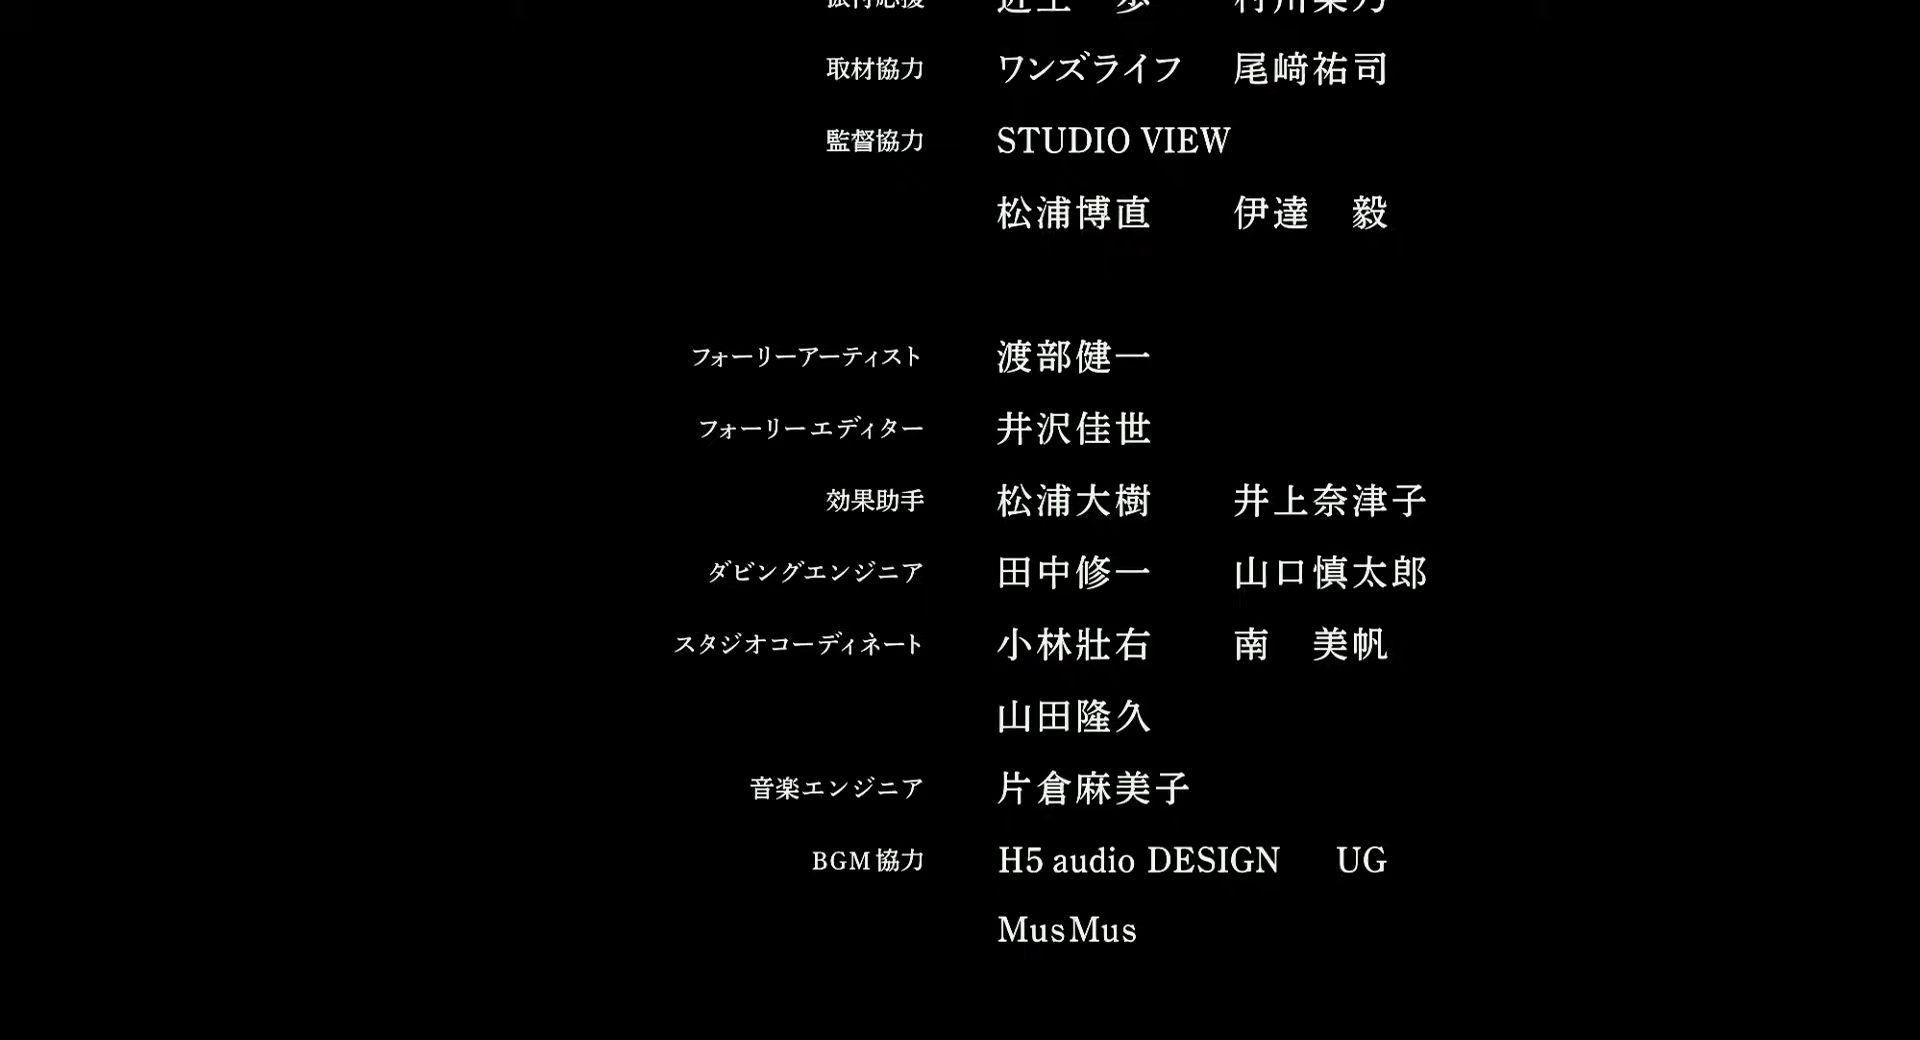 取材協力 ワンズライフ 尾﨑祐司
監督協力 STUDIO VIEW
松浦博直 伊達 毅
フォーリーアーティスト 渡部健一
フォーリーエディター 井沢佳世
効果助手 松浦大樹 井上奈津子
ダビングエンジニア 田中修一 山口慎太郎
スタジオコーディネート 小林壯右 南 美帆
山田隆久
音楽エンジニア 片倉麻美子
BGM協力 H5 audio DESIGN UG
MusMus